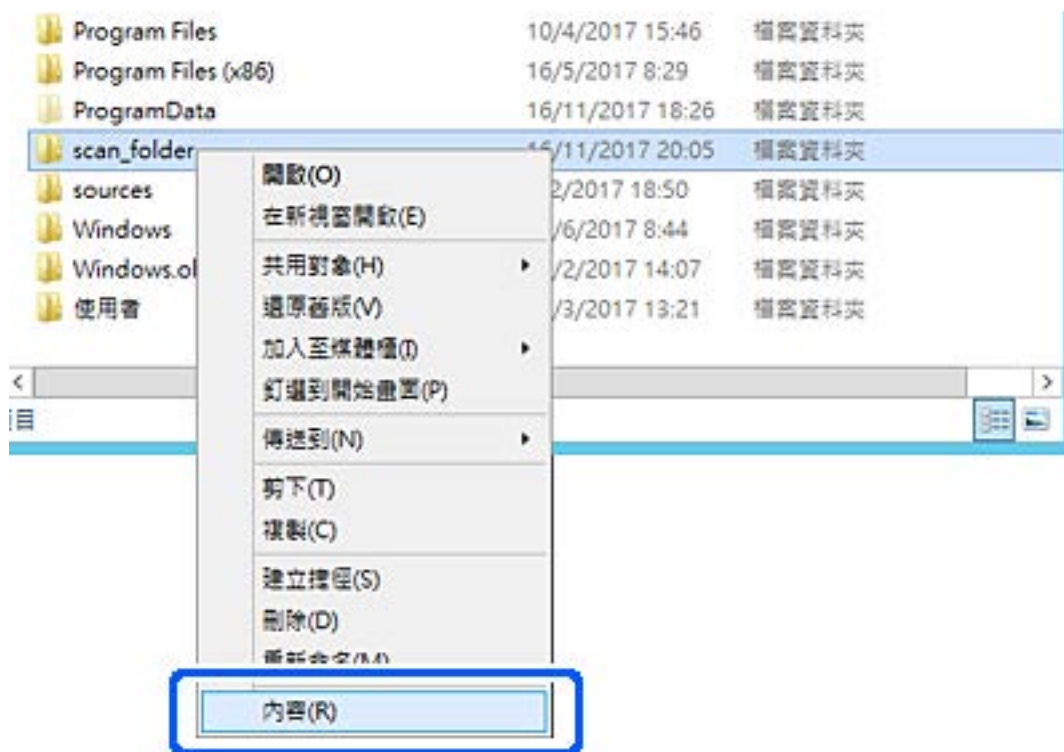 Program Files 10/4/2017 15:46 檔案資料夾
Program Files (x86) 16/5/2017 8:29 檔案資料夾
ProgramData 16/11/2017 18:26 檔案資料夾
scan_folder 16/11/2017 20:05 檔案資料夾
sources 2/2017 18:50 檔案資料夾
Windows /6/2017 8:44 檔案資料夾
Windows.ol /2/2017 14:07 檔案資料夾
使用者 /3/2017 13:21 檔案資料夾
目
開啟(O)
在新視窗開啟(E)
共用對象(H)
還原舊版(V)
加入至媒體櫃(I)
釘選到開始畫面(P)
傳送到(N)
剪下(T)
複製(C)
建立捷徑(S)
刪除(D)
重新命名(M)
內容(R)